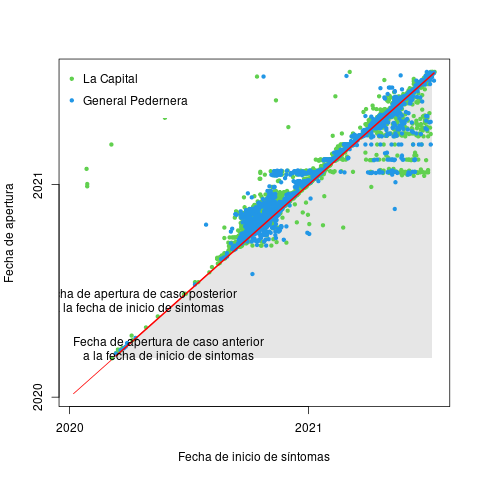 La Capital
General Pedernera
2021
Fecha de apertura
ha de apertura de caso posterior
la fecha de inicio de síntomas
Fecha de apertura de caso anterior
a la fecha de inicio de síntomas
2020
2020
2021
Fecha de inicio de síntomas